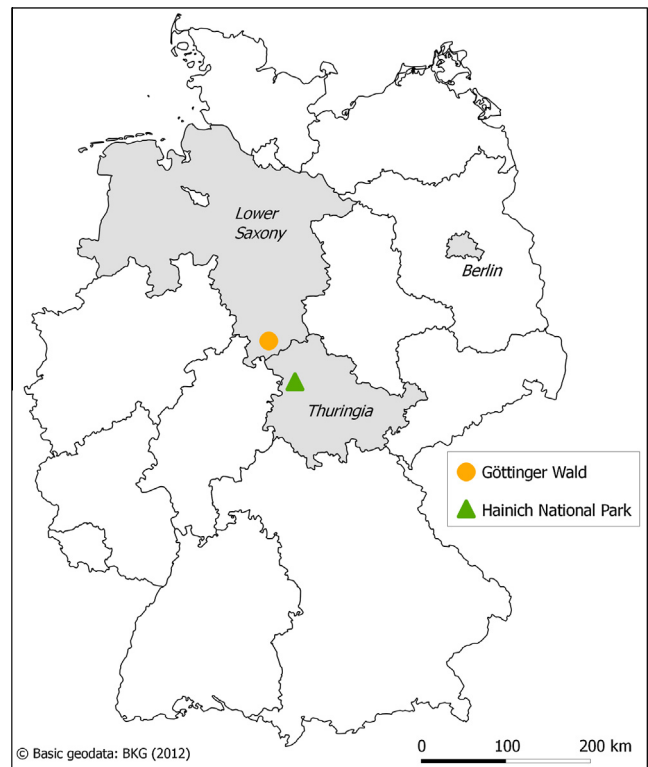 Lower
Saxony
Berlin
Thuringia
Göttinger Wald
Hainich National Park
© Basic geodata: BKG (2012)
0 100 200 km